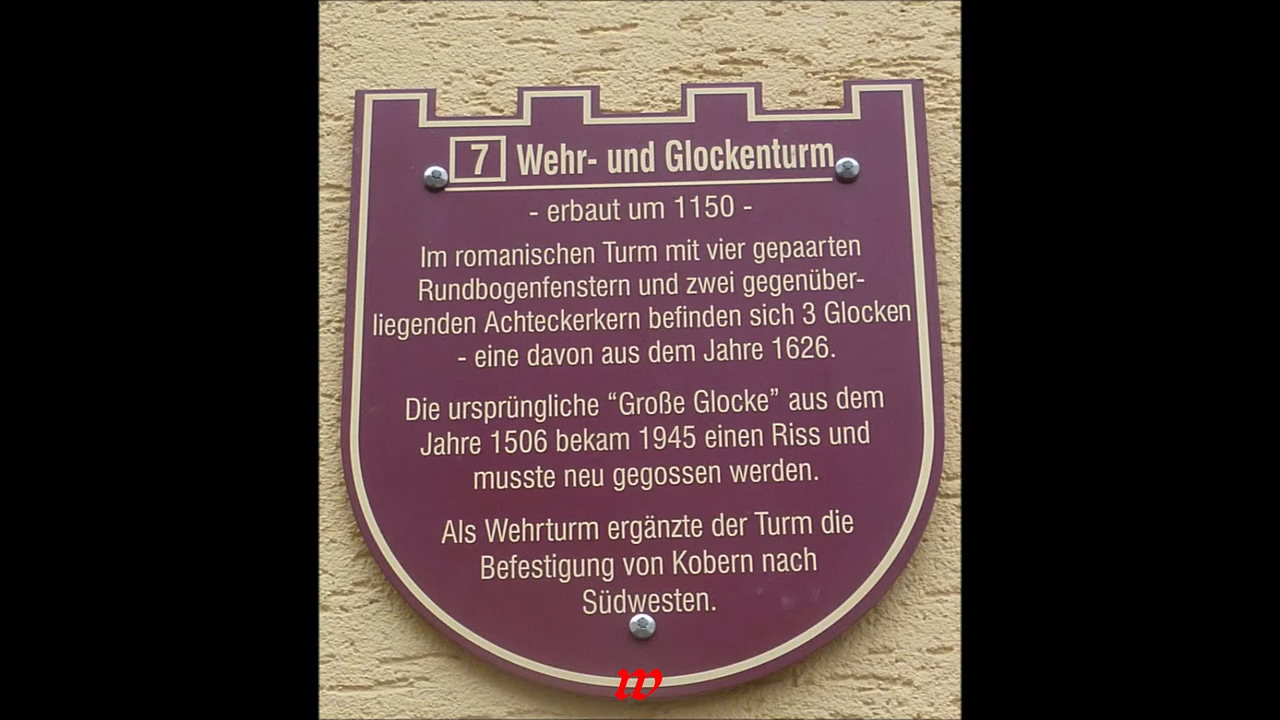 7 Wehr- und Glockenturm
- erbaut um 1150 -
Im romanischen Turm mit vier gepaarten
Rundbogenfenstern und zwei gegenüber-
liegenden Achteckerkern befinden sich 3 Glocken
- eine davon aus dem Jahre 1626.
Die ursprüngliche “Große Glocke” aus dem
Jahre 1506 bekam 1945 einen Riss und
musste neu gegossen werden.
Als Wehrturm ergänzte der Turm die
Befestigung von Kobern nach
Südwesten.
w